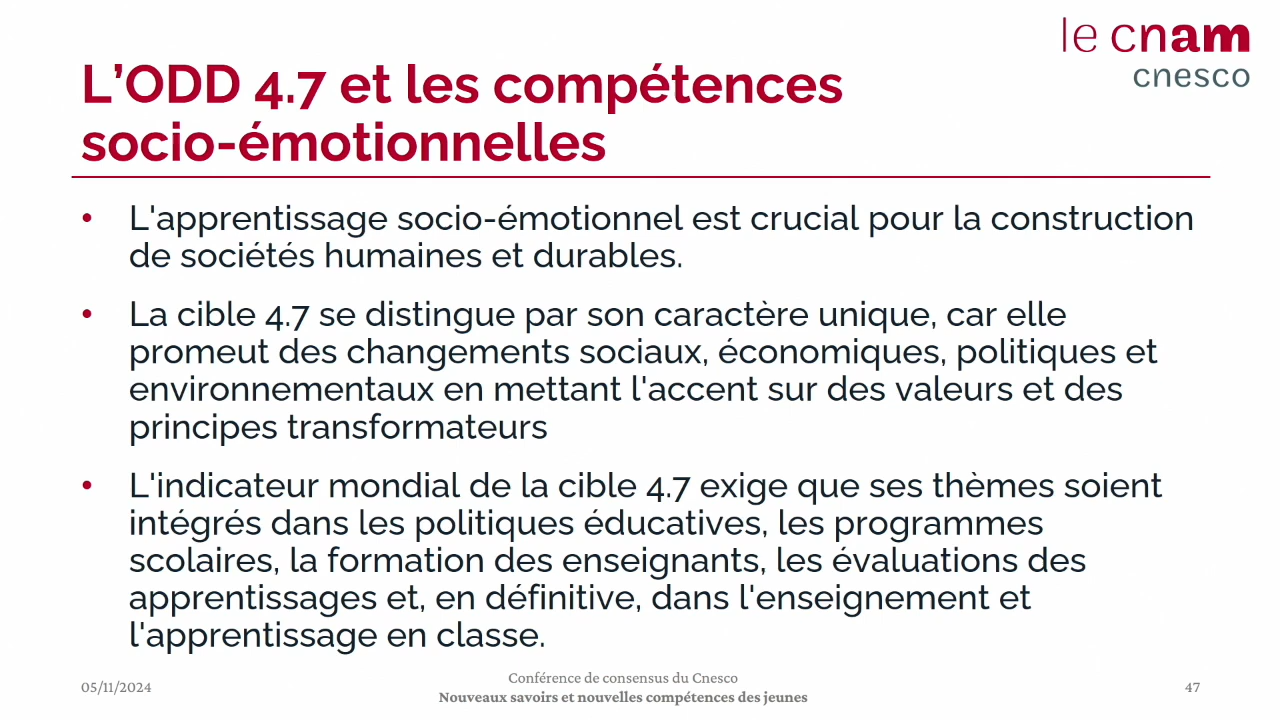 le cnam
cnesco
L’ODD 4.7 et les compétences
socio-émotionnelles
• L'apprentissage socio-émotionnel est crucial pour la construction
de sociétés humaines et durables.
• La cible 4.7 se distingue par son caractère unique, car elle
promeut des changements sociaux, économiques, politiques et
environnementaux en mettant l'accent sur des valeurs et des
principes transformateurs
• L'indicateur mondial de la cible 4.7 exige que ses thèmes soient
intégrés dans les politiques éducatives, les programmes
scolaires, la formation des enseignants, les évaluations des
apprentissages et, en définitive, dans l'enseignement et
l'apprentissage en classe.
05/11/2024
Conférence de consensus du Cnesco
Nouveaux savoirs et nouvelles compétences des jeunes
47